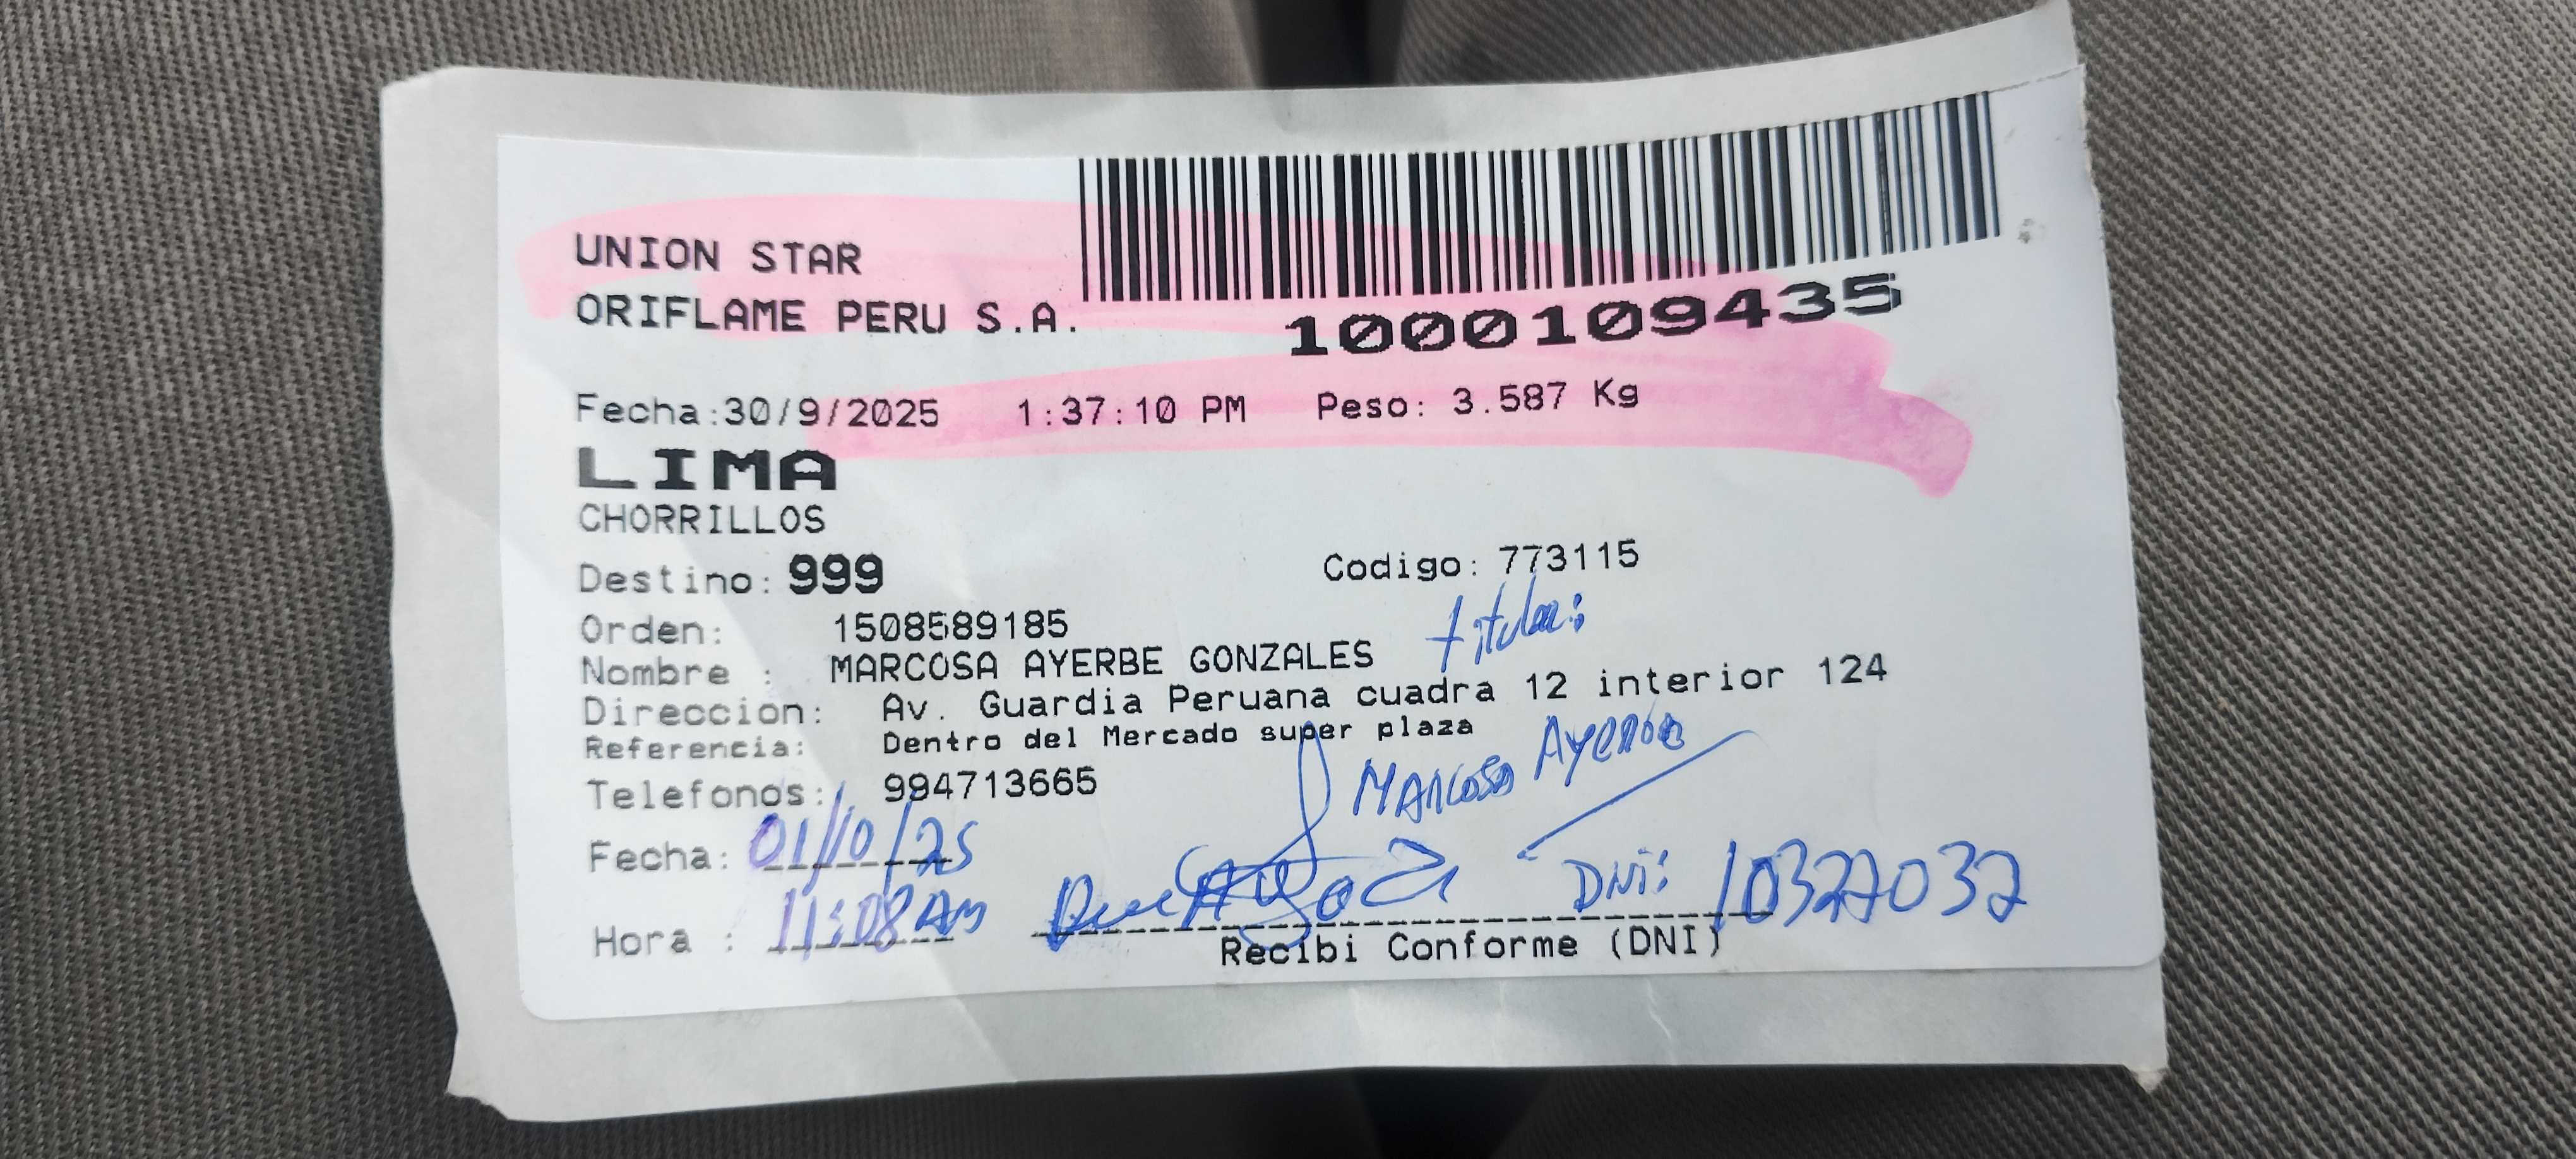 UNION STAR
ORIFLAME PERU S.A.
1000109435
Fecha:30/9/2025 1:37:10 PM Peso: 3.587 Kg
LIMA
CHORRILLOS
Destino: 999 Codigo: 773115
Orden: 1508589185
titular:
Nombre : MARCOSA AYERBE GONZALES
Direccion: Av. Guardia Peruana cuadra 12 interior 124
Referencia: Dentro del Mercado super plaza
Marcosa Ayerbe
Telefonos: 994713665
Fecha: 01/10/25
DNI: 10327032
Hora : 11:08 AM
Recibi Conforme (DNI)